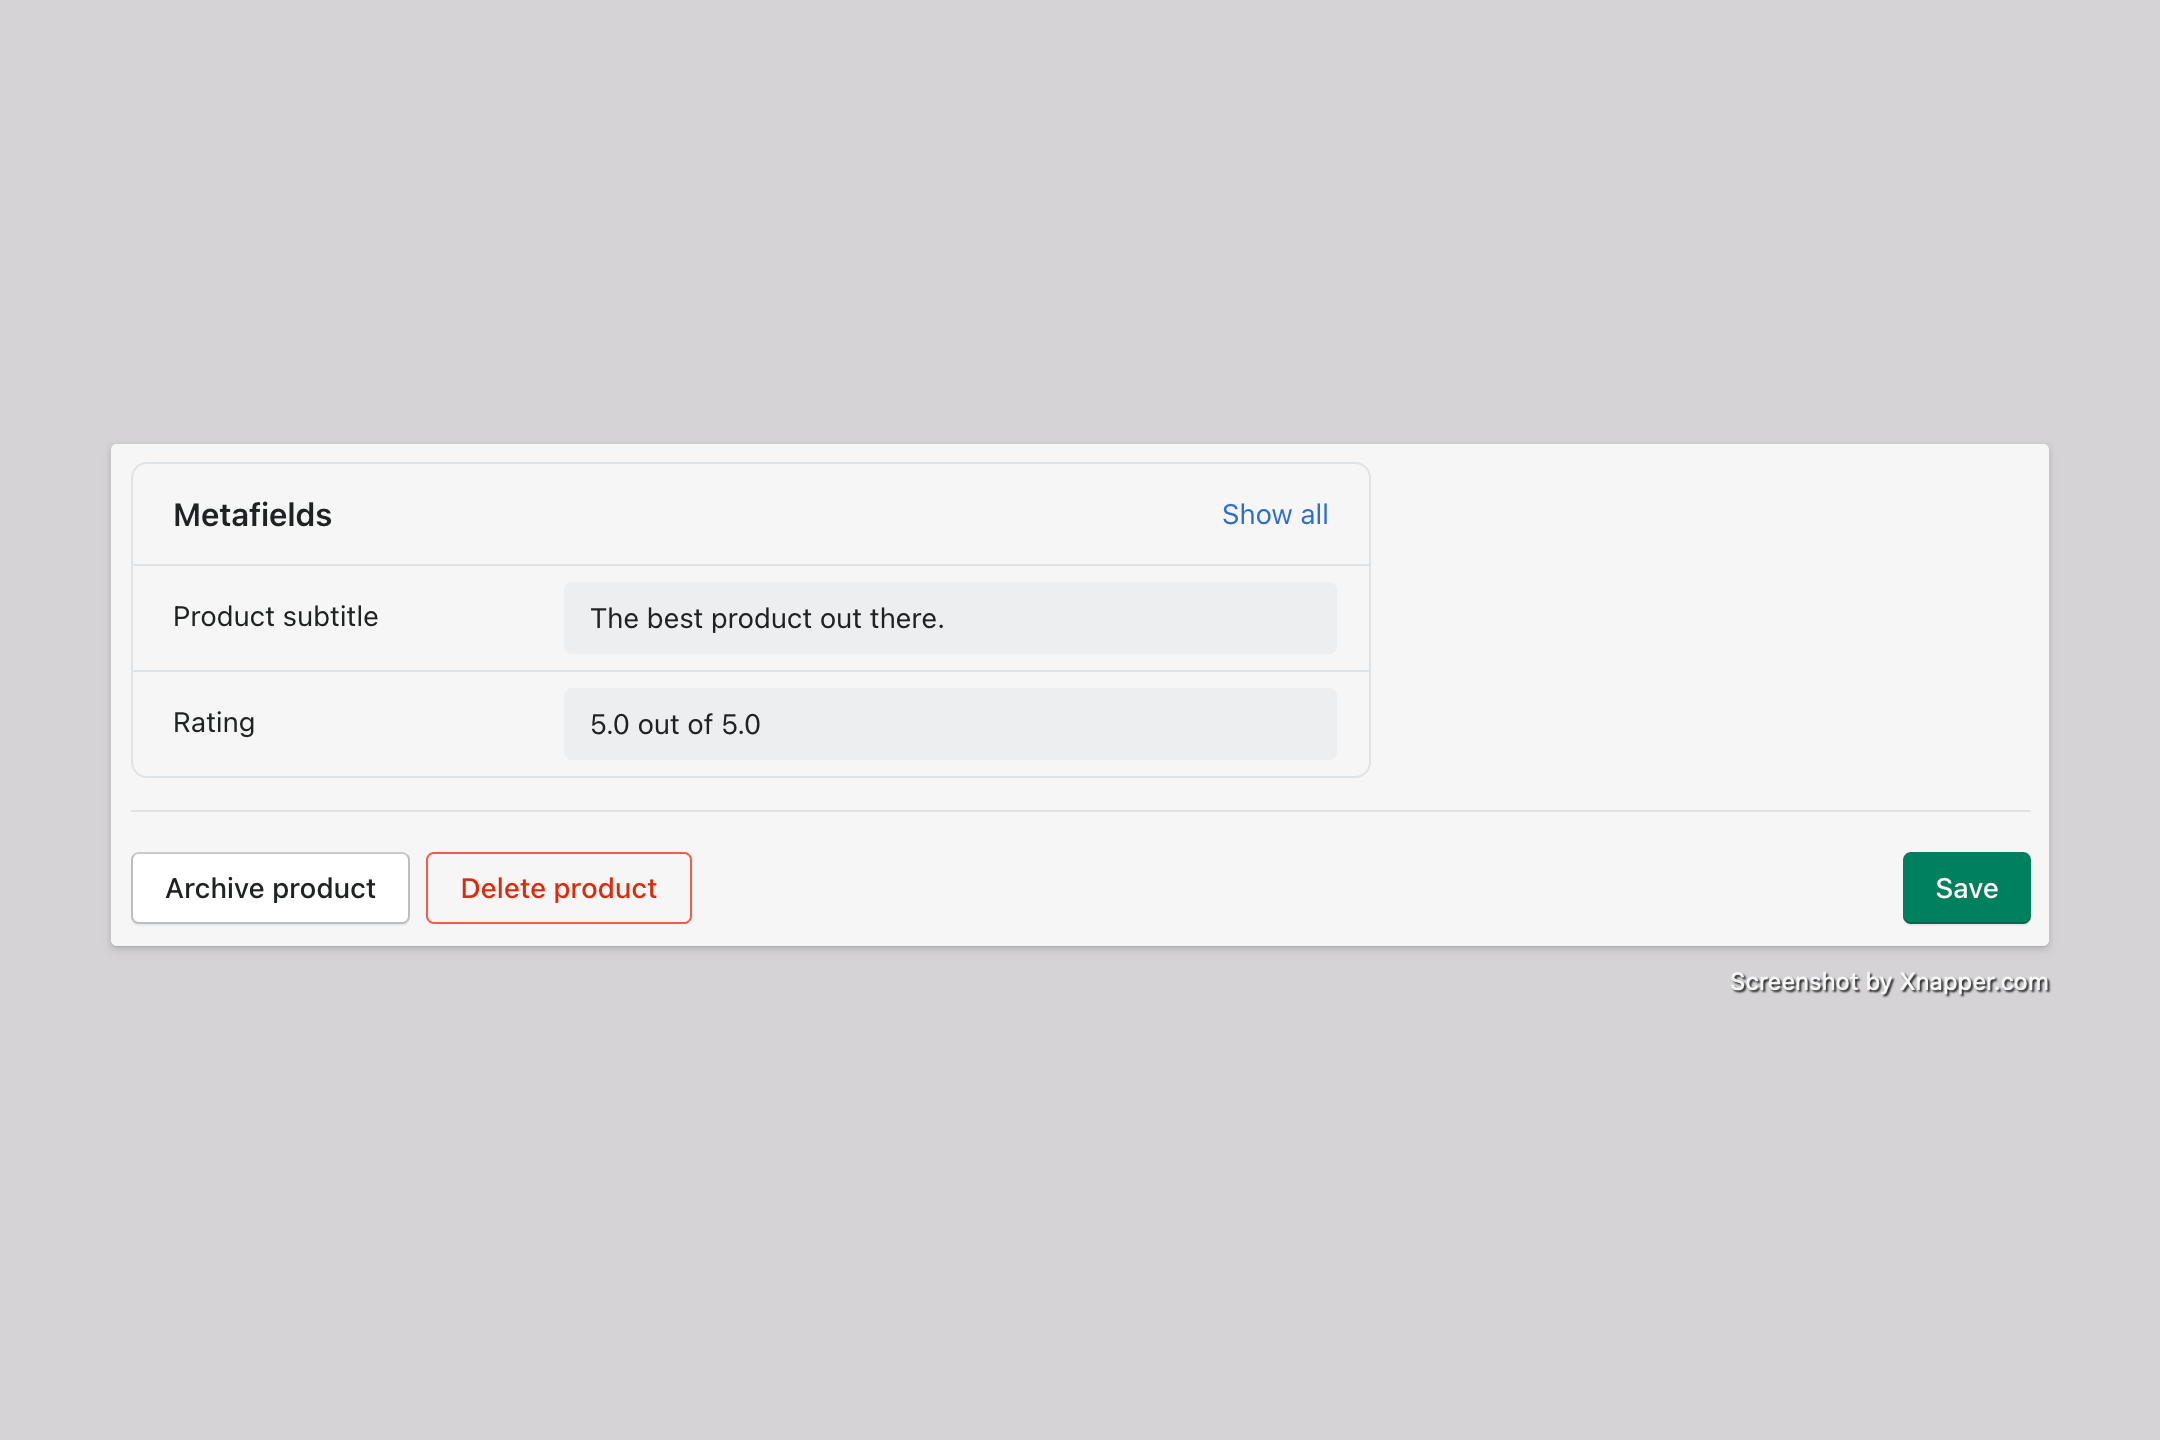 Metafields
Show all
Product subtitle
The best product out there.
Rating
5.0 out of 5.0
Archive product
Delete product
Save
Screenshot by Xnapper.com